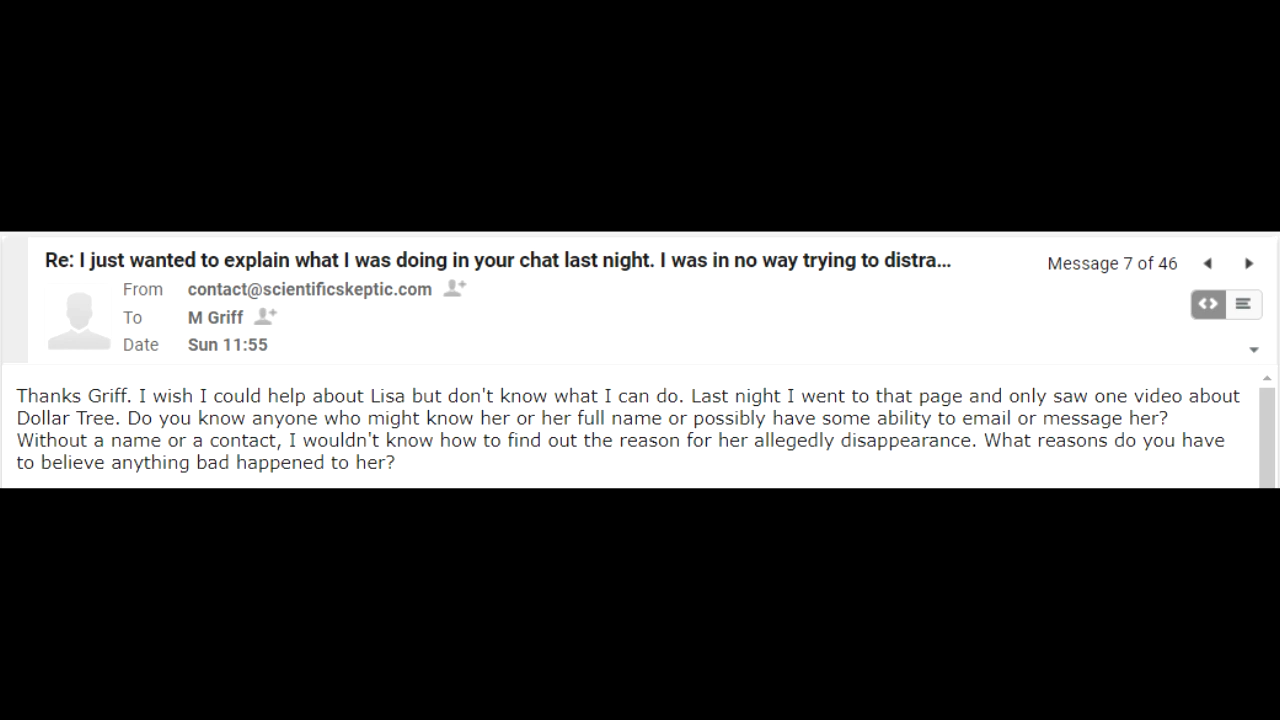 Re: I just wanted to explain what I was doing in your chat last night. I was in no way trying to distra...
Message 7 of 46
From contact@scientificskeptic.com
To M Griff
Date Sun 11:55
Thanks Griff. I wish I could help about Lisa but don't know what I can do. Last night I went to that page and only saw one video about
Dollar Tree. Do you know anyone who might know her or her full name or possibly have some ability to email or message her?
Without a name or a contact, I wouldn't know how to find out the reason for her allegedly disappearance. What reasons do you have
to believe anything bad happened to her?